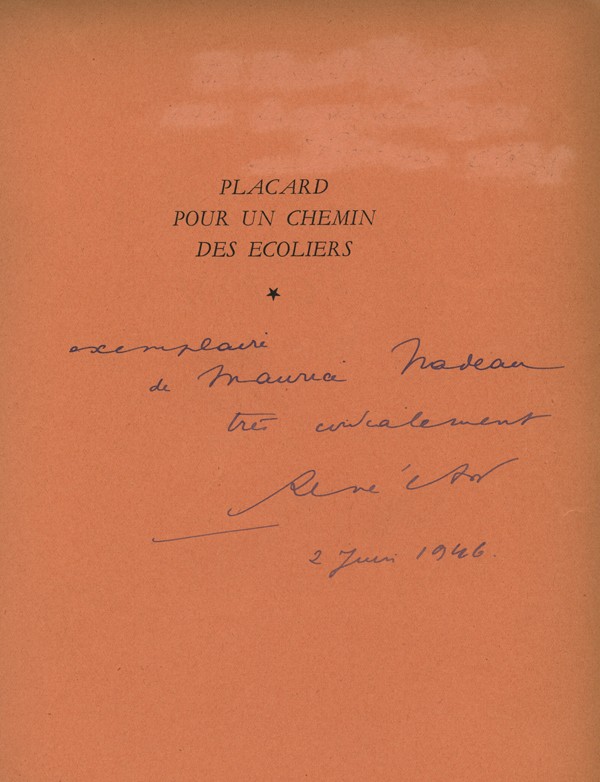 PLACARD
POUR UN CHEMIN
DES ECOLIERS
exemplaire
de Maurice Nadeau
très cordialement
René Char
2 Juin 1946.